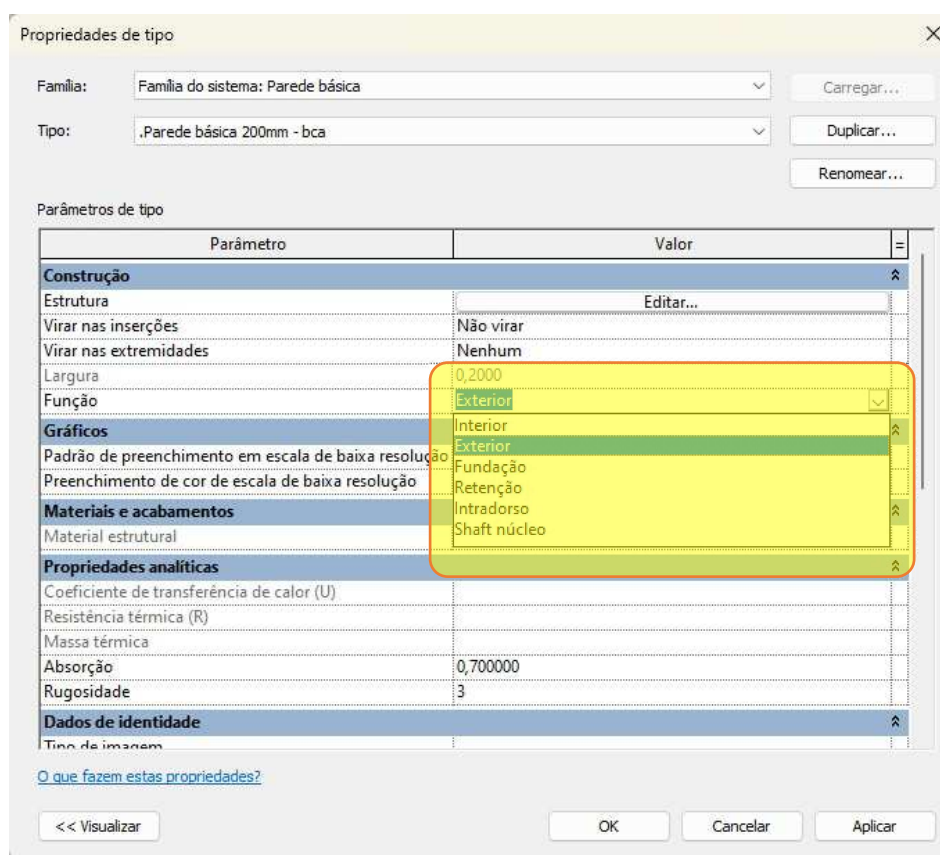 Propriedades de tipo
Família: Família do sistema: Parede básica Carregar...
Tipo: .Parede básica 200mm - bca Duplicar...
Renomear...
Parâmetros de tipo
Parâmetro Valor =
Construção
Estrutura Editar...
Virar nas inserções Não virar
Virar nas extremidades Nenhum
Largura 0,2000
Função Exterior
Interior
Gráficos
Exterior
Padrão de preenchimento em escala de baixa resolução
Fundação
Preenchimento de cor de escala de baixa resolução
Retenção
Materiais e acabamentos
Intradorso
Material estrutural
Shaft núcleo
Propriedades analíticas
Coeficiente de transferência de calor (U)
Resistência térmica (R)
Massa térmica
Absorção 0,700000
Rugosidade 3
Dados de identidade
Tipo de imagem
O que fazem estas propriedades?
<< Visualizar OK Cancelar Aplicar